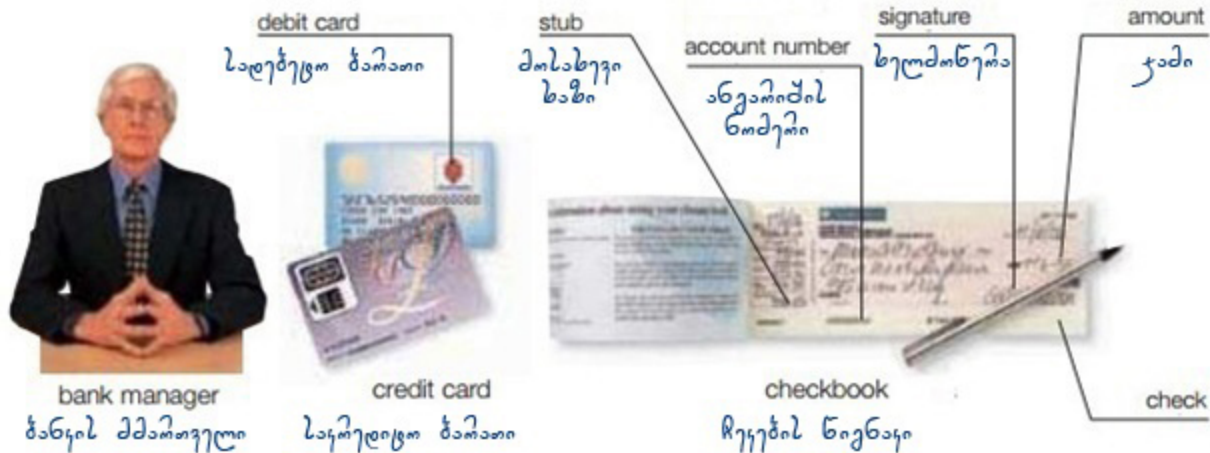 debit card
სადებეტო ბარათი
stub
მოსახევი
ხაზი
account number
ანგარიშის
ნომერი
signature
ხელმოწერა
amount
ჯამი
bank manager
ბანკის მმართველი
credit card
საკრედიტო ბარათი
checkbook
ჩეკების წიგნაკი
check